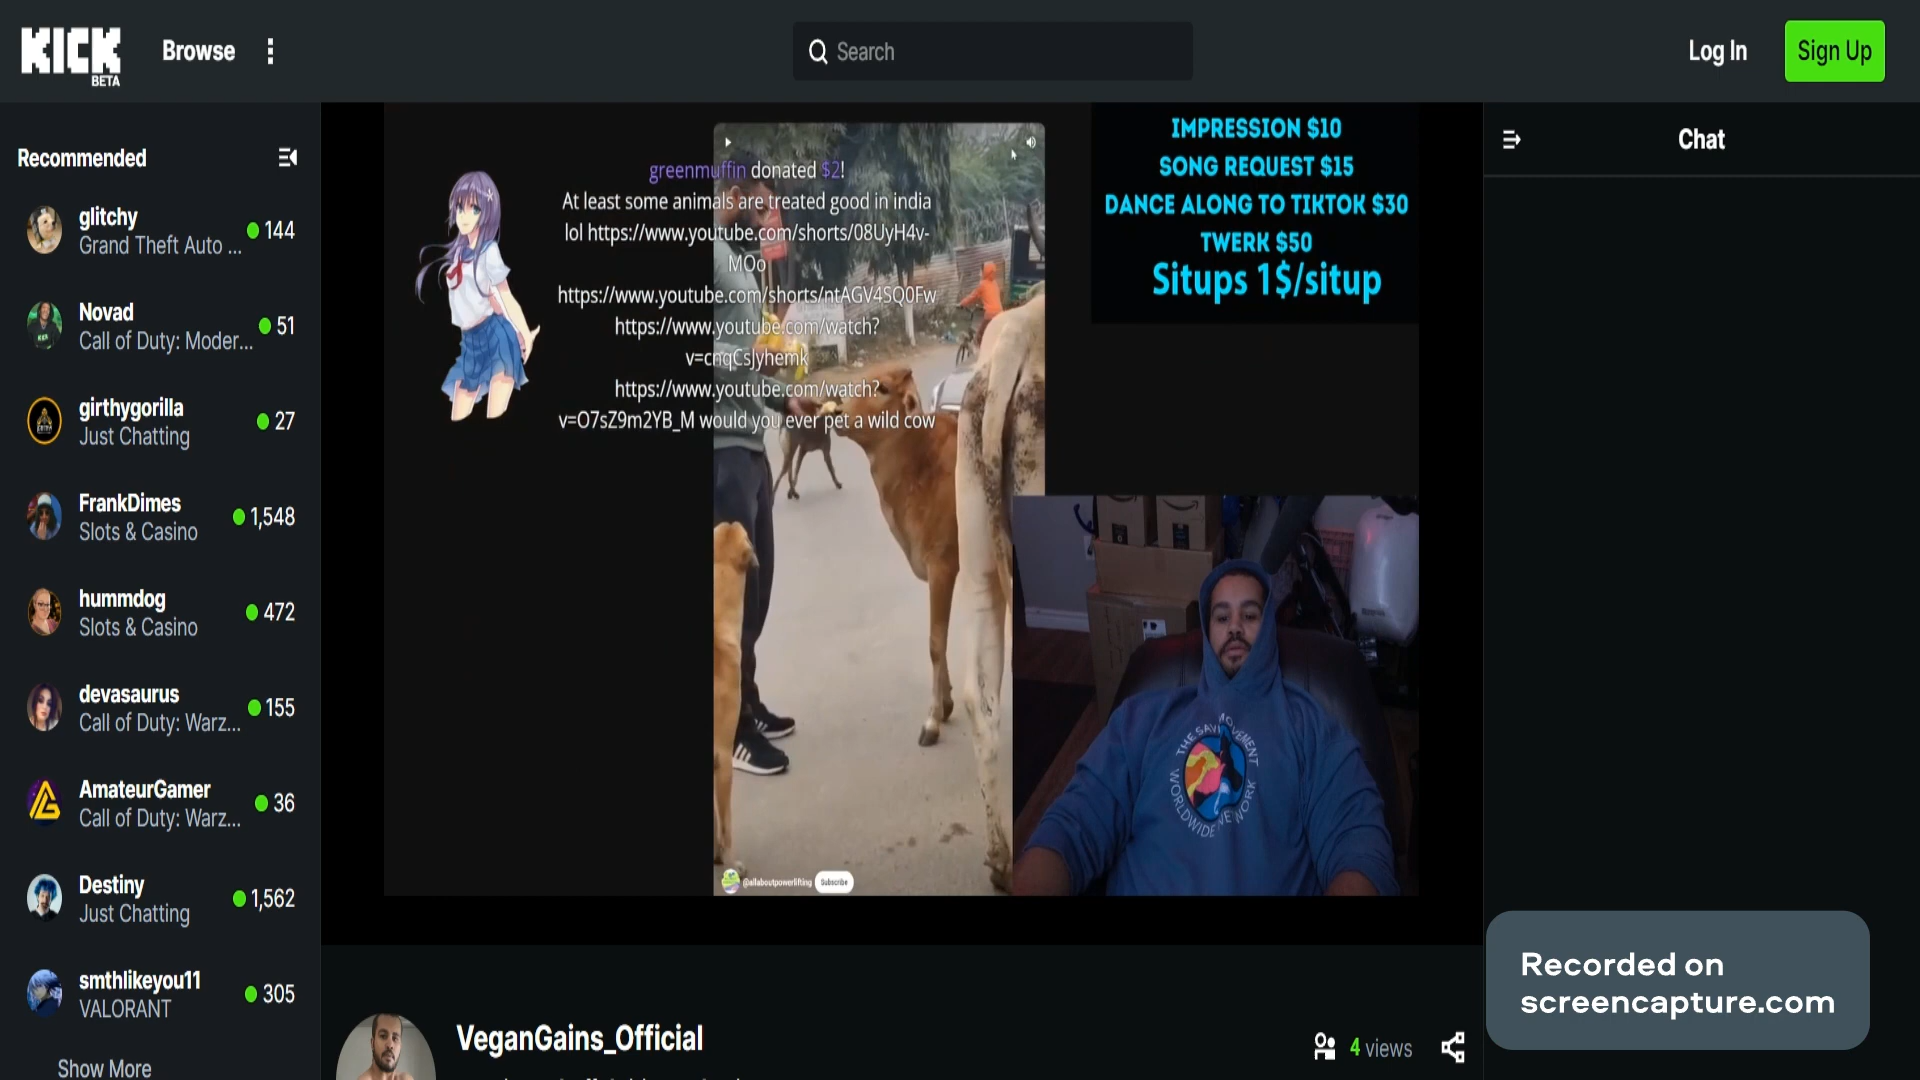 KICK
BETA
Browse
Search
Log In
Sign Up
Recommended
glitchy
Grand Theft Auto ...
144
Novad
Call of Duty: Moder...
51
girthygorilla
Just Chatting
27
FrankDimes
Slots & Casino
1,548
hummdog
Slots & Casino
472
devasaurus
Call of Duty: Warz...
155
AmateurGamer
Call of Duty: Warz...
36
Destiny
Just Chatting
1,562
smthlikeyou11
VALORANT
305
Show More
greenmuffin donated $2!
At least some animals are treated good in india
lol https://www.youtube.com/shorts/08UyH4v-
MOo
https://www.youtube.com/shorts/ntAGV4SQ0Fw
https://www.youtube.com/watch?
v=cnqCsJyhemk
https://www.youtube.com/watch?
v=O7sZ9m2YB_M would you ever pet a wild cow
@allaboutpowerlifting
Subscribe
IMPRESSION $10
SONG REQUEST $15
DANCE ALONG TO TIKTOK $30
TWERK $50
Situps 1$/situp
THE SAVE MOVEMENT
WORLDWIDE NETWORK
VeganGains_Official
4 views
Chat
Recorded on
screencapture.com